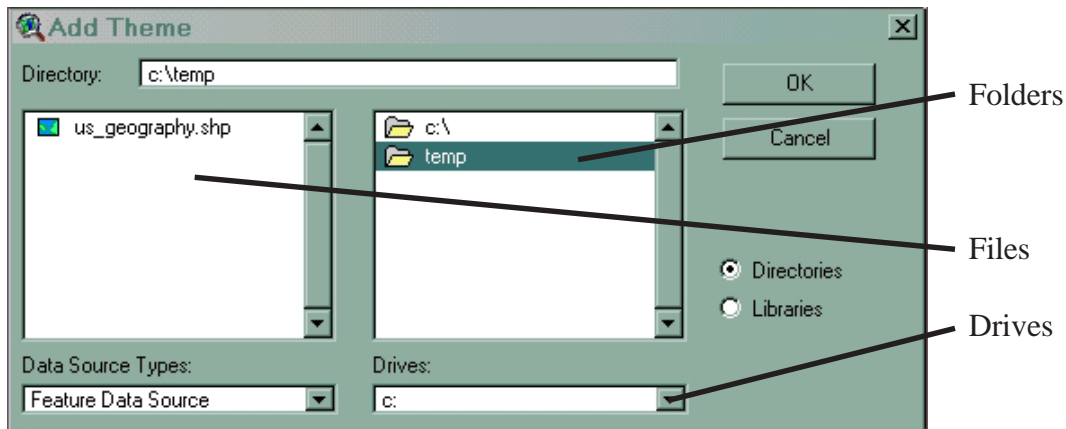 Add Theme
Directory: c:\temp
OK
Folders
us_geography.shp
c:\
Cancel
temp
Files
Directories
Libraries
Drives
Data Source Types:
Drives:
Feature Data Source
c: